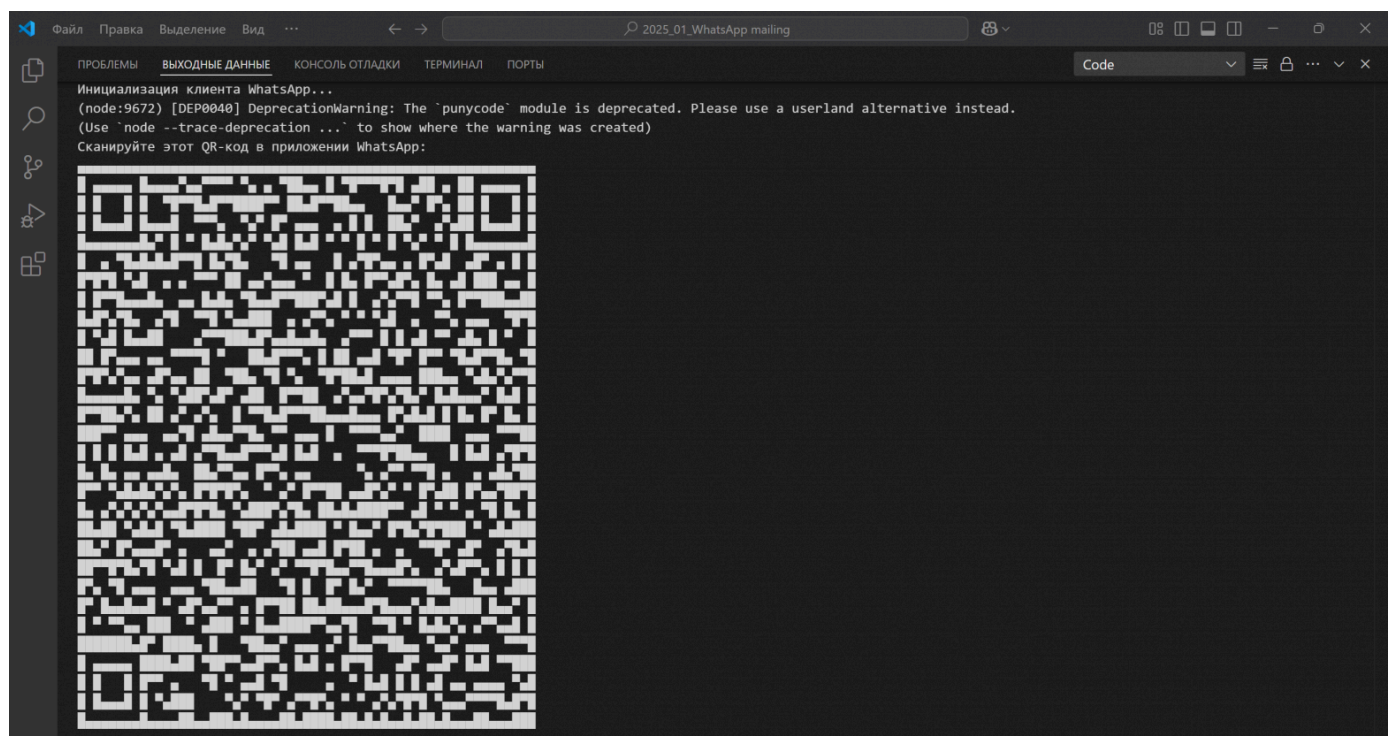 Файл Правка Выделение Вид ··· 2025_01_WhatsApp mailing
ПРОБЛЕМЫ ВЫХОДНЫЕ ДАННЫЕ КОНСОЛЬ ОТЛАДКИ ТЕРМИНАЛ ПОРТЫ Code
Инициализация клиента WhatsApp...
(node:9672) [DEP0040] DeprecationWarning: The `punycode` module is deprecated. Please use a userland alternative instead.
(Use `node --trace-deprecation ...` to show where the warning was created)
Сканируйте этот QR-код в приложении WhatsApp: